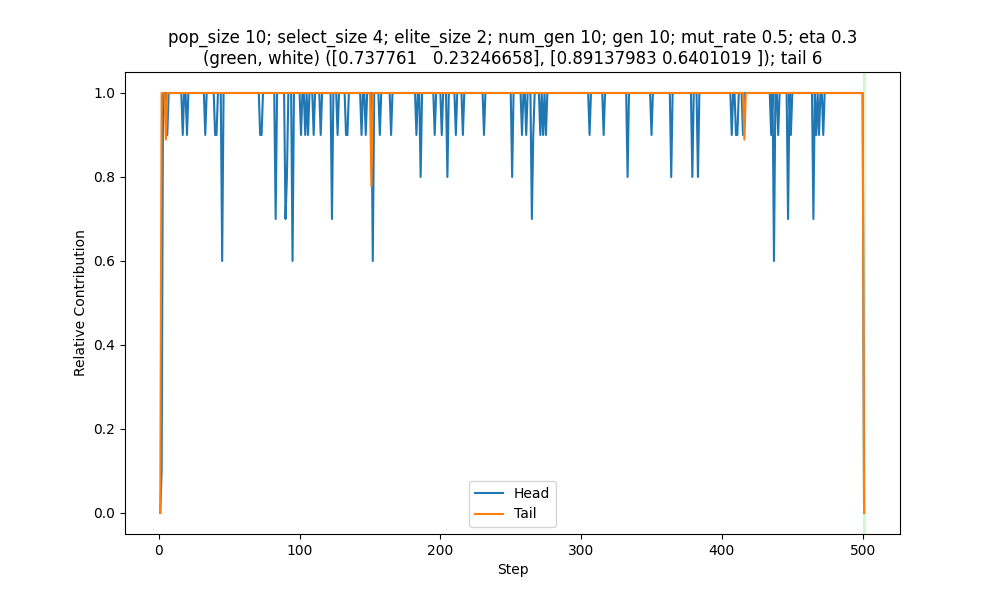 pop_size 10; select_size 4; elite_size 2; num_gen 10; gen 10; mut_rate 0.5; eta 0.3
(green, white) ([0.737761   0.23246658], [0.89137983 0.6401019 ]); tail 6
1.0
0.8
0.6
0.4
0.2
0.0
Relative Contribution
Head
Tail
0
100
200
300
400
500
Step